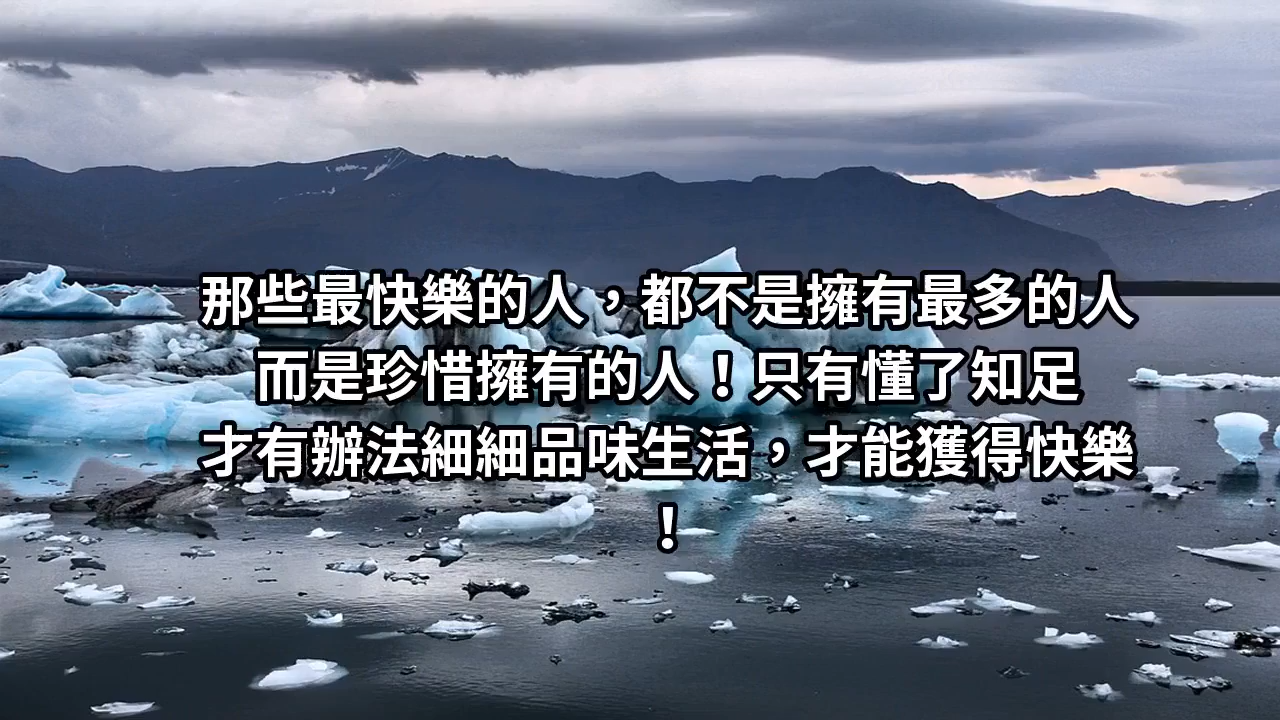 那些最快樂的人，都不是擁有最多的人
而是珍惜擁有的人！只有懂了知足
才有辦法細細品味生活，才能獲得快樂
！